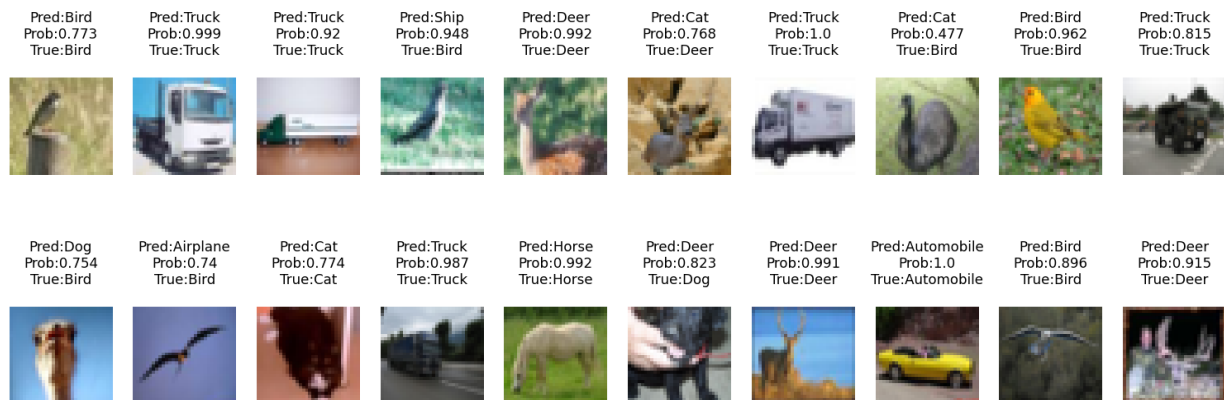 Pred:Bird
Prob:0.773
True:Bird
Pred:Truck
Prob:0.999
True:Truck
Pred:Truck
Prob:0.92
True:Truck
Pred:Ship
Prob:0.948
True:Bird
Pred:Deer
Prob:0.992
True:Deer
Pred:Cat
Prob:0.768
True:Deer
Pred:Truck
Prob:1.0
True:Truck
Pred:Cat
Prob:0.477
True:Bird
Pred:Bird
Prob:0.962
True:Bird
Pred:Truck
Prob:0.815
True:Truck
Pred:Dog
Prob:0.754
True:Bird
Pred:Airplane
Prob:0.74
True:Bird
Pred:Cat
Prob:0.774
True:Cat
Pred:Truck
Prob:0.987
True:Truck
Pred:Horse
Prob:0.992
True:Horse
Pred:Deer
Prob:0.823
True:Dog
Pred:Deer
Prob:0.991
True:Deer
Pred:Automobile
Prob:1.0
True:Automobile
Pred:Bird
Prob:0.896
True:Bird
Pred:Deer
Prob:0.915
True:Deer